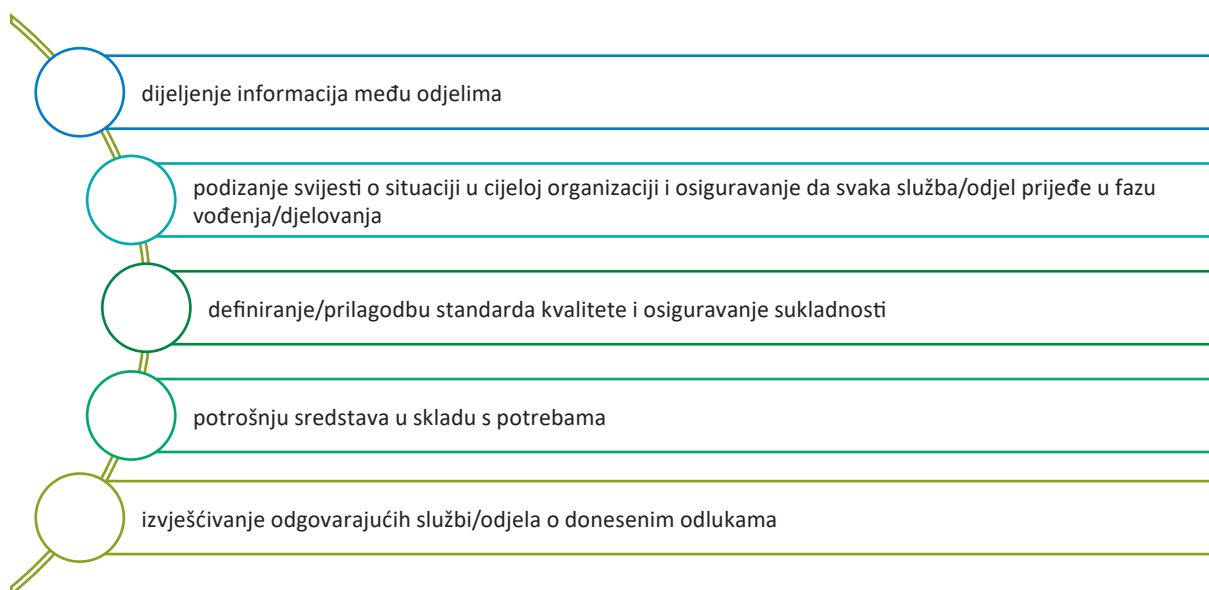 dijeljenje informacija među odjelima
podizanje svijesti o situaciji u cijeloj organizaciji i osiguravanje da svaka služba/odjel prijeđe u fazu
vođenja/djelovanja
definiranje/prilagodbu standarda kvalitete i osiguravanje sukladnosti
potrošnju sredstava u skladu s potrebama
izvješćivanje odgovarajućih službi/odjela o donesenim odlukama